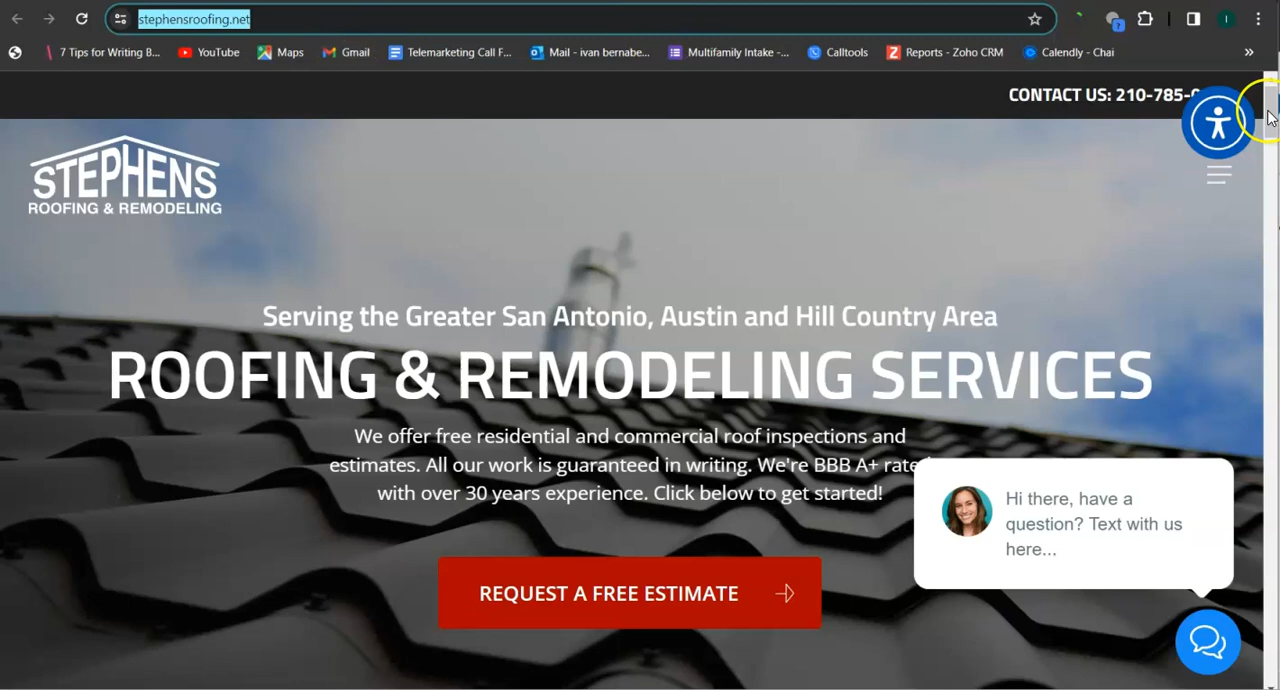 stephensroofing.net
7 Tips for Writing B...
YouTube
Maps
Gmail
Telemarketing Call F...
Mail - ivan bernabe...
Multifamily Intake -...
Calltools
Reports - Zoho CRM
Calendly - Chai
»
CONTACT US: 210-785-
STEPHENS
ROOFING & REMODELING
Serving the Greater San Antonio, Austin and Hill Country Area
ROOFING & REMODELING SERVICES
We offer free residential and commercial roof inspections and
estimates. All our work is guaranteed in writing. We're BBB A+ rate
with over 30 years experience. Click below to get started!
REQUEST A FREE ESTIMATE
Hi there, have a
question? Text with us
here...